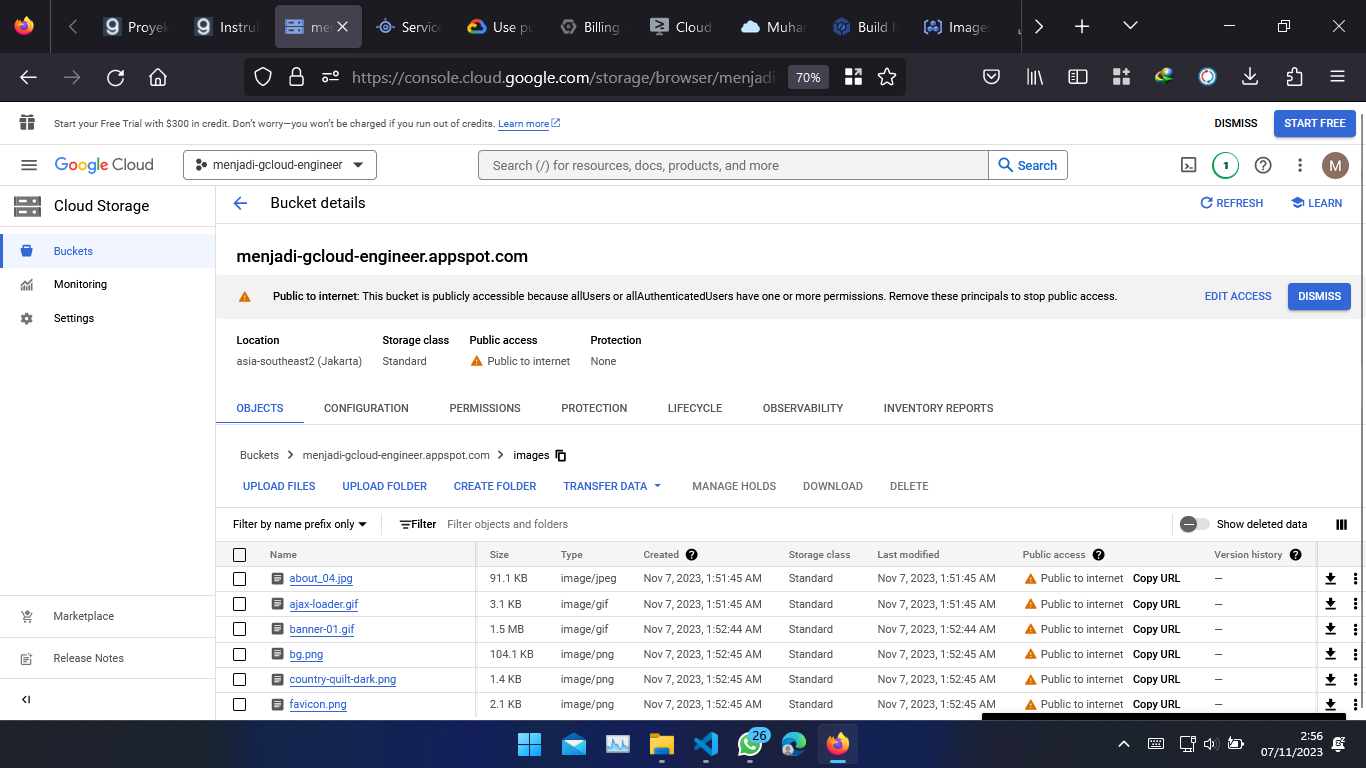 Proyek
Instruk
me
Service
Use pu
Billing
Cloud
Muhar
Build h
Image
https://console.cloud.google.com/storage/browser/menjadi
70%
Start your Free Trial with $300 in credit. Don't worry—you won't be charged if you run out of credits. Learn more
DISMISS
START FREE
Google Cloud
menjadi-gcloud-engineer
Search (/) for resources, docs, products, and more
Search
1
M
Cloud Storage
Bucket details
REFRESH
LEARN
Buckets
Monitoring
Settings
menjadi-gcloud-engineer.appspot.com
Public to internet: This bucket is publicly accessible because allUsers or allAuthenticatedUsers have one or more permissions. Remove these principals to stop public access.
EDIT ACCESS
DISMISS
Location Storage class Public access Protection
asia-southeast2 (Jakarta) Standard Public to internet None
OBJECTS CONFIGURATION PERMISSIONS PROTECTION LIFECYCLE OBSERVABILITY INVENTORY REPORTS
Buckets > menjadi-gcloud-engineer.appspot.com > images
UPLOAD FILES UPLOAD FOLDER CREATE FOLDER TRANSFER DATA MANAGE HOLDS DOWNLOAD DELETE
Filter by name prefix only Filter Filter objects and folders Show deleted data
Name Size Type Created Storage class Last modified Public access Version history
about_04.jpg 91.1 KB image/jpeg Nov 7, 2023, 1:51:45 AM Standard Nov 7, 2023, 1:51:45 AM Public to internet Copy URL —
ajax-loader.gif 3.1 KB image/gif Nov 7, 2023, 1:51:45 AM Standard Nov 7, 2023, 1:51:45 AM Public to internet Copy URL —
banner-01.gif 1.5 MB image/gif Nov 7, 2023, 1:52:44 AM Standard Nov 7, 2023, 1:52:44 AM Public to internet Copy URL —
bg.png 104.1 KB image/png Nov 7, 2023, 1:52:45 AM Standard Nov 7, 2023, 1:52:45 AM Public to internet Copy URL —
country-quilt-dark.png 1.4 KB image/png Nov 7, 2023, 1:52:45 AM Standard Nov 7, 2023, 1:52:45 AM Public to internet Copy URL —
favicon.png 2.1 KB image/png Nov 7, 2023, 1:52:45 AM Standard Nov 7, 2023, 1:52:45 AM Public to internet Copy URL —
Marketplace
Release Notes
26
2:56
07/11/2023